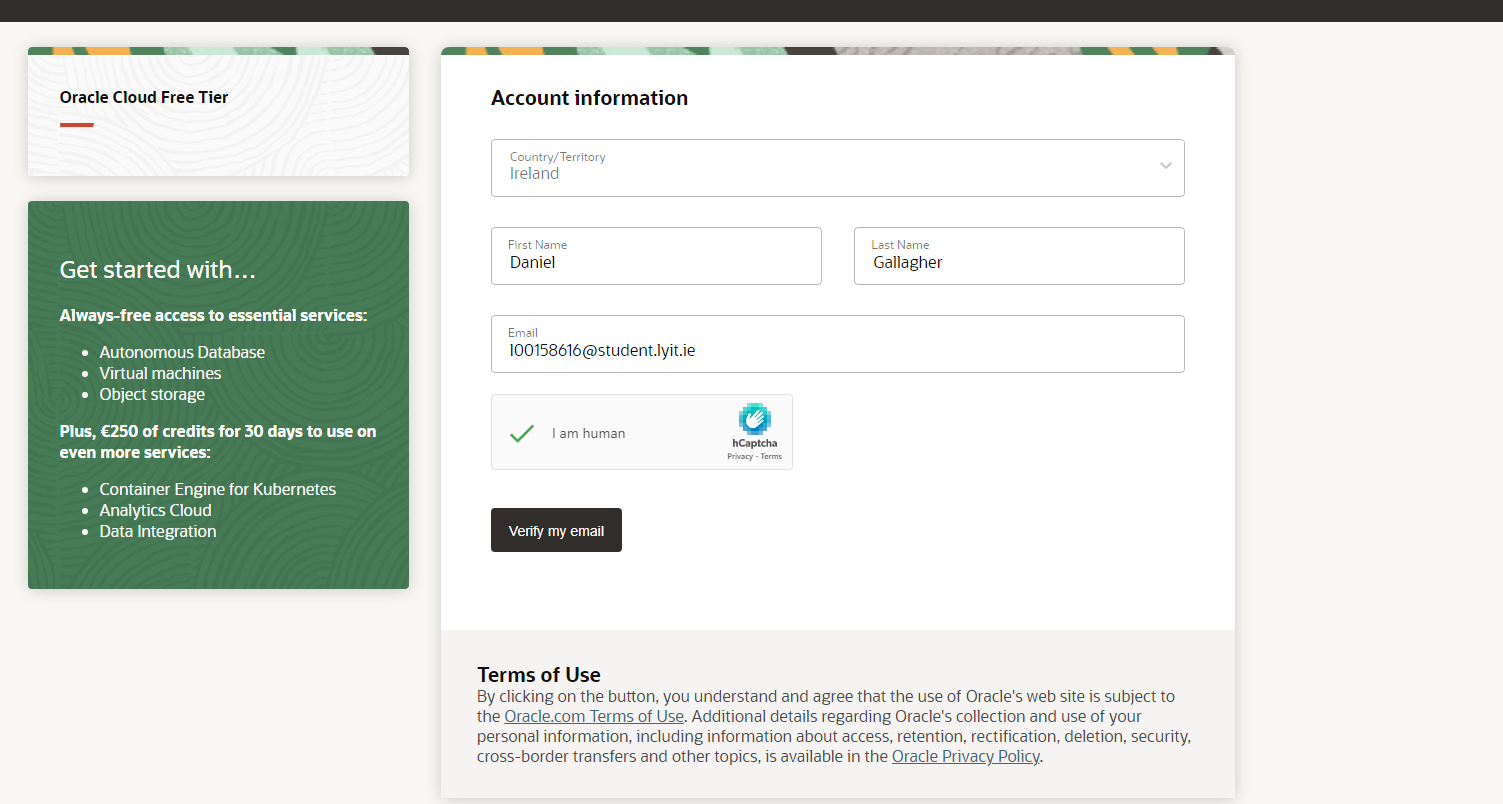 Oracle Cloud Free Tier
Get started with...
Always-free access to essential services:
Autonomous Database
Virtual machines
Object storage
Plus, €250 of credits for 30 days to use on
even more services:
Container Engine for Kubernetes
Analytics Cloud
Data Integration
Account information
Country/Territory
Ireland
First Name
Daniel
Last Name
Gallagher
Email
l00158616@student.lyit.ie
I am human
hCaptcha
Privacy - Terms
Verify my email
Terms of Use
By clicking on the button, you understand and agree that the use of Oracle's web site is subject to
the Oracle.com Terms of Use. Additional details regarding Oracle's collection and use of your
personal information, including information about access, retention, rectification, deletion, security,
cross-border transfers and other topics, is available in the Oracle Privacy Policy.